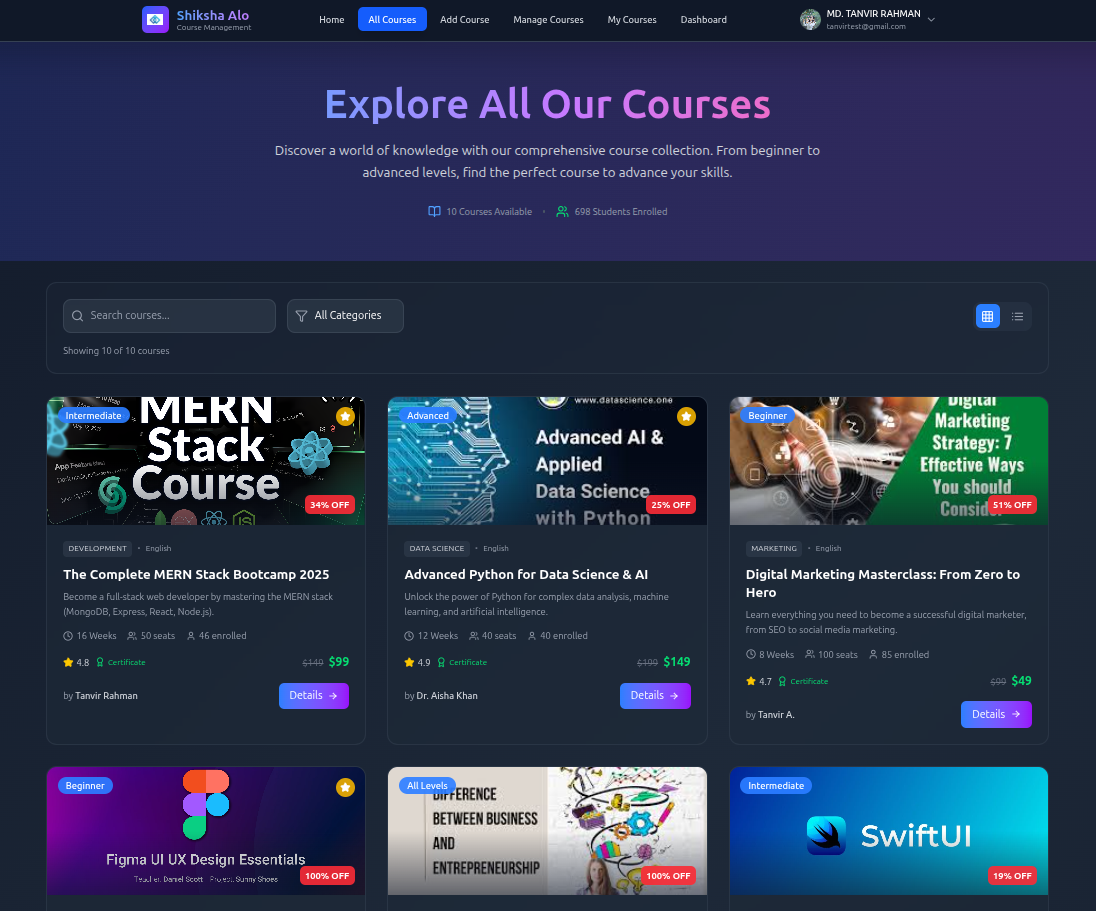 Shiksha Alo
Course Management
Home
All Courses
Add Course
Manage Courses
My Courses
Dashboard
MD. TANVIR RAHMAN
tanvirtest@gmail.com
Explore All Our Courses
Discover a world of knowledge with our comprehensive course collection. From beginner to
advanced levels, find the perfect course to advance your skills.
10 Courses Available • 698 Students Enrolled
Search courses...
All Categories
Showing 10 of 10 courses
Intermediate
MERN
Stack
Course
34% OFF
DEVELOPMENT • English
The Complete MERN Stack Bootcamp 2025
Become a full-stack web developer by mastering the MERN stack
(MongoDB, Express, React, Node.js).
16 Weeks 50 seats 46 enrolled
4.8 Certificate $149 $99
by Tanvir Rahman
Details
Advanced
www.datascience.one
Advanced AI &
Applied
Data Science
with Python
25% OFF
DATA SCIENCE • English
Advanced Python for Data Science & AI
Unlock the power of Python for complex data analysis, machine
learning, and artificial intelligence.
12 Weeks 40 seats 40 enrolled
4.9 Certificate $199 $149
by Dr. Aisha Khan
Details
Beginner
Digital
Marketing
Strategy: 7
Effective Ways
You should
51% OFF
MARKETING • English
Digital Marketing Masterclass: From Zero to
Hero
Learn everything you need to become a successful digital marketer,
from SEO to social media marketing.
8 Weeks 100 seats 85 enrolled
4.7 Certificate $99 $49
by Tanvir A.
Details
Beginner
Figma UI UX Design Essentials
Teacher: Daniel Scott Project: Sunny Shoes
100% OFF
All Levels
DIFFERENCE
BETWEEN BUSINESS
AND
ENTREPRENEURSHIP
100% OFF
Intermediate
SwiftUI
19% OFF